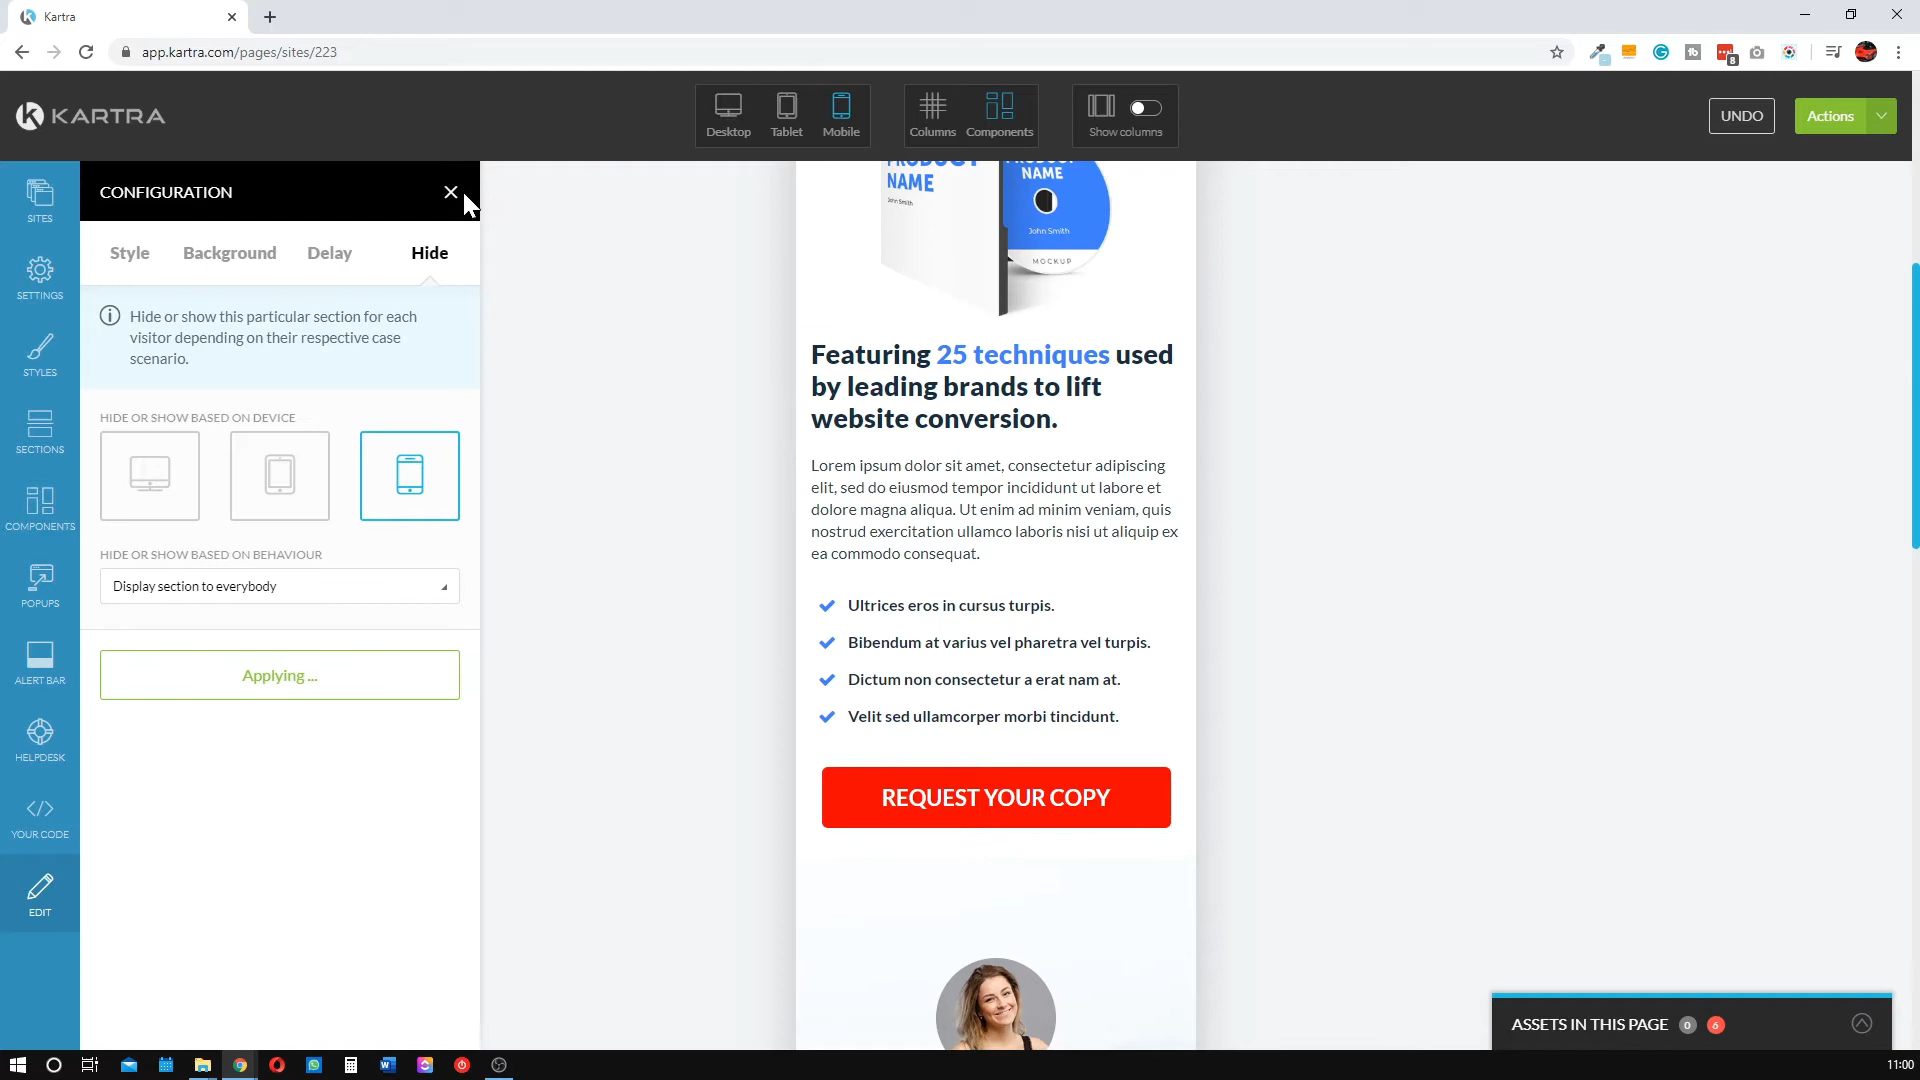 Kartra
app.kartra.com/pages/sites/223
8
KARTRA
Desktop
Tablet
Mobile
Columns
Components
Show columns
UNDO
Actions
SITES
SETTINGS
STYLES
SECTIONS
COMPONENTS
POPUPS
ALERT BAR
HELPDESK
YOUR CODE
EDIT
CONFIGURATION
Style
Background
Delay
Hide
Hide or show this particular section for each
visitor depending on their respective case
scenario.
HIDE OR SHOW BASED ON DEVICE
HIDE OR SHOW BASED ON BEHAVIOUR
Display section to everybody
Applying ...
PRODUCT
NAME
John Smith
PRODUCT
NAME
John Smith
MOCKUP
Featuring 25 techniques used
by leading brands to lift
website conversion.
Lorem ipsum dolor sit amet, consectetur adipiscing
elit, sed do eiusmod tempor incididunt ut labore et
dolore magna aliqua. Ut enim ad minim veniam, quis
nostrud exercitation ullamco laboris nisi ut aliquip ex
ea commodo consequat.
Ultrices eros in cursus turpis.
Bibendum at varius vel pharetra vel turpis.
Dictum non consectetur a erat nam at.
Velit sed ullamcorper morbi tincidunt.
REQUEST YOUR COPY
ASSETS IN THIS PAGE 0 6
11:00